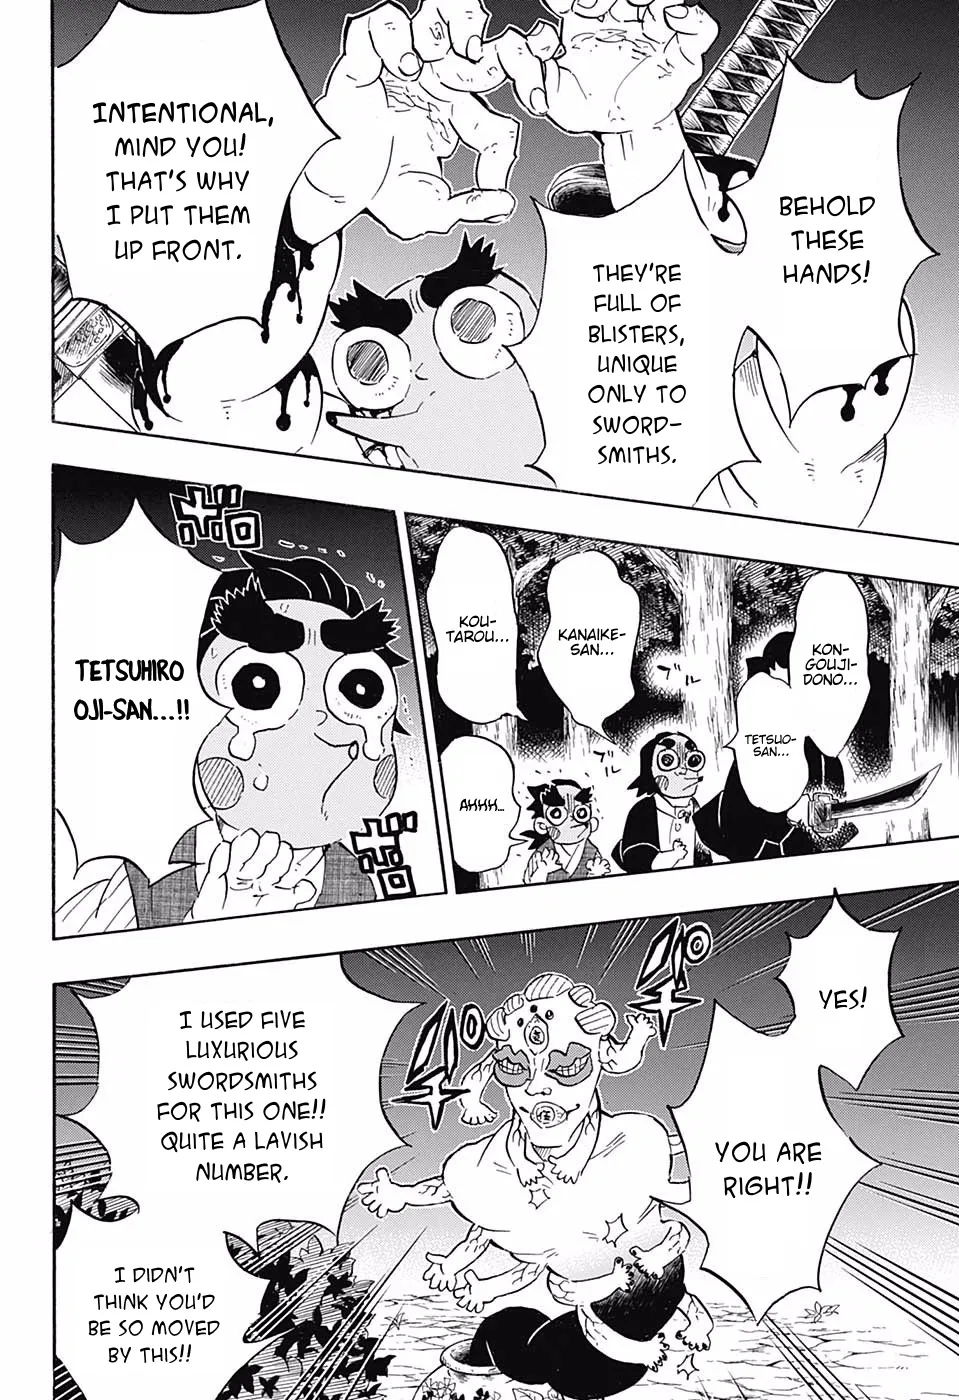 BEHOLD
THESE
HANDS!
THEY'RE
FULL OF
BLISTERS,
UNIQUE
ONLY TO
SWORD-
SMITHS.
INTENTIONAL,
MIND YOU!
THAT'S WHY
I PUT THEM
UP FRONT.
KON-
GOUJI-
DONO...
TETSUO-
SAN...
KANAIKE-
SAN...
KOU-
TAROU...
AHHH...
TETSUHIRO
OJI-SAN...!!
YES!
YOU ARE
RIGHT!!
I USED FIVE
LUXURIOUS
SWORDSMITHS
FOR THIS ONE!!
QUITE A LAVISH
NUMBER.
I DIDN'T
THINK YOU'D
BE SO MOVED
BY THIS!!